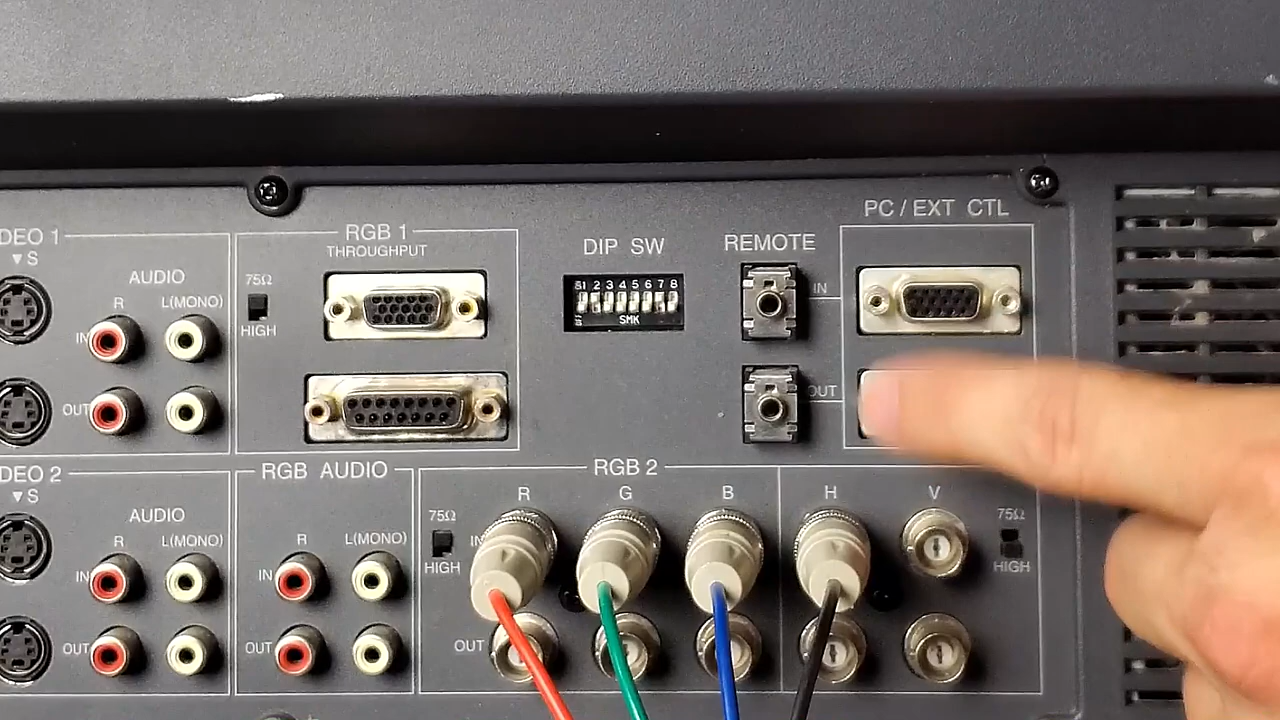 PC / EXT CTL
DEO 1
RGB 1
THROUGHPUT
DIP SW
REMOTE
▼S
AUDIO
75Ω
R
L(MONO)
1 2 3 4 5 6 7 8
IN
SMK
IN
HIGH
OUT
OUT
DEO 2
RGB AUDIO
RGB 2
▼S
AUDIO
R
G
B
H
V
75Ω
75Ω
R
L(MONO)
R
L(MONO)
IN
HIGH
HIGH
IN
IN
OUT
OUT
OUT